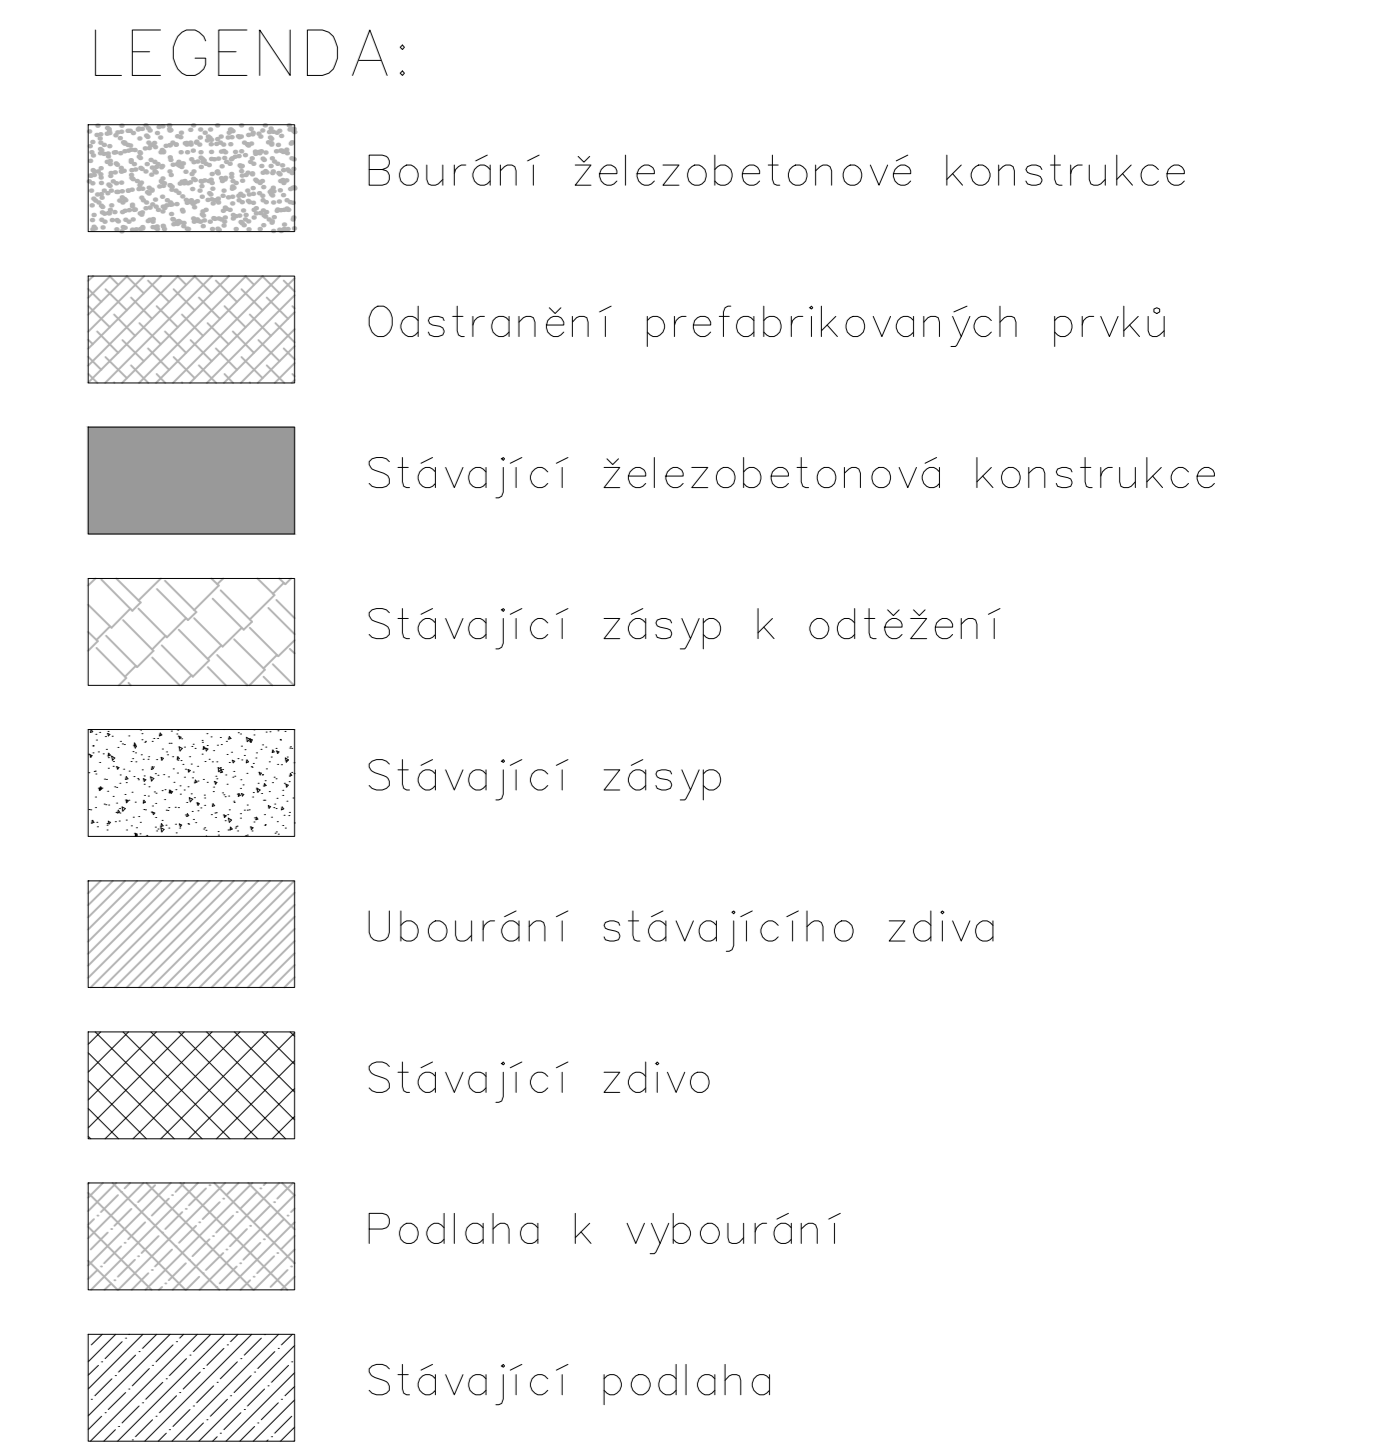 LEGENDA:
Bourání železobetonové konstrukce
Odstranění prefabrikovaných prvků
Stávající železobetonová konstrukce
Stávající zásyp k odtěžení
Stávající zásyp
Ubourání stávajícího zdiva
Stávající zdivo
Podlaha k vybourání
Stávající podlaha